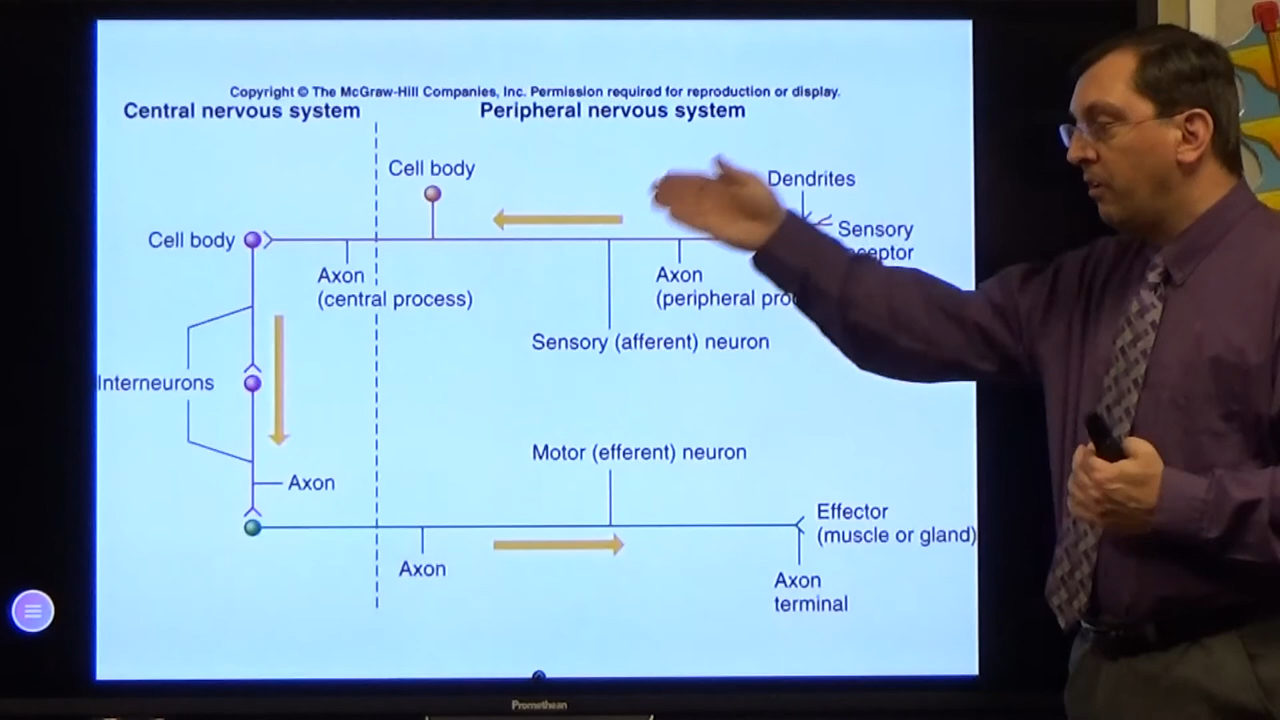 Copyright © The McGraw-Hill Companies, Inc. Permission required for reproduction or display.
Central nervous system
Peripheral nervous system
Cell body
Dendrites
Cell body
Sensory
Axon
(central process)
Axon
(peripheral
Sensory (afferent) neuron
Interneurons
Motor (efferent) neuron
Axon
Effector
(muscle or gland)
Axon
Axon
terminal
Promethean